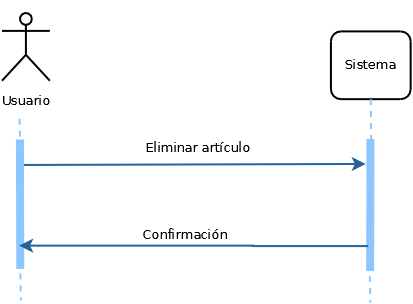 Sistema
Usuario
Eliminar artículo
Confirmación